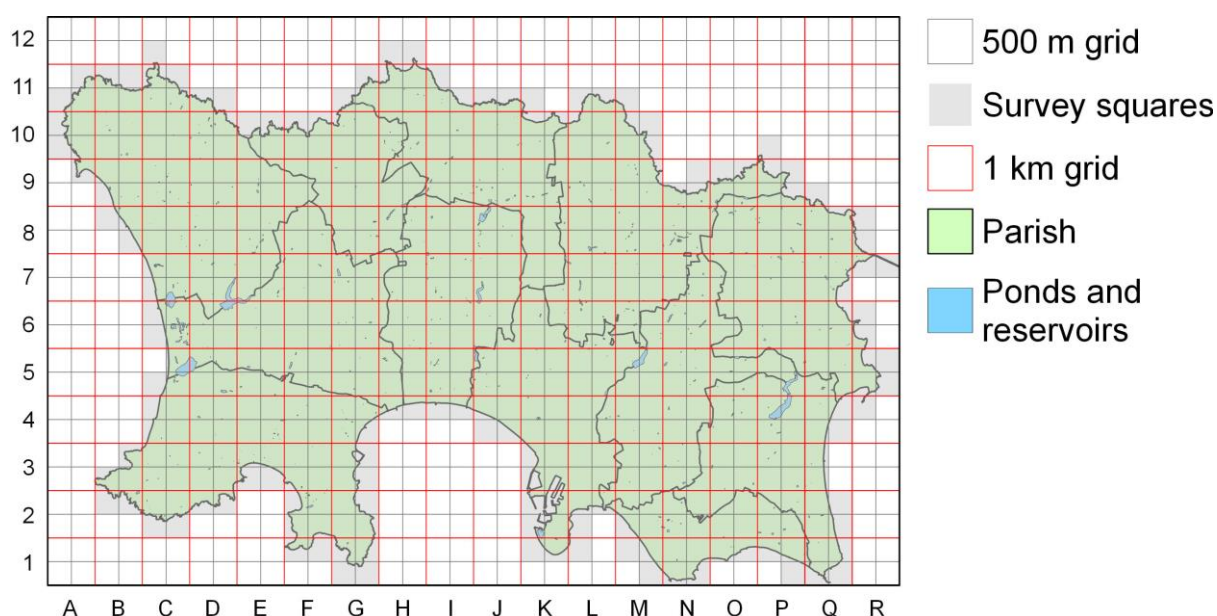 12
11
10
9
8
7
6
5
4
3
2
1
A B C D E F G H I J K L M N O P Q R
500 m grid
Survey squares
1 km grid
Parish
Ponds and
reservoirs